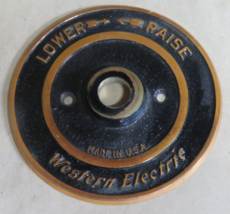 LOWER RAISE
MADE IN U.S.A.
Western Electric